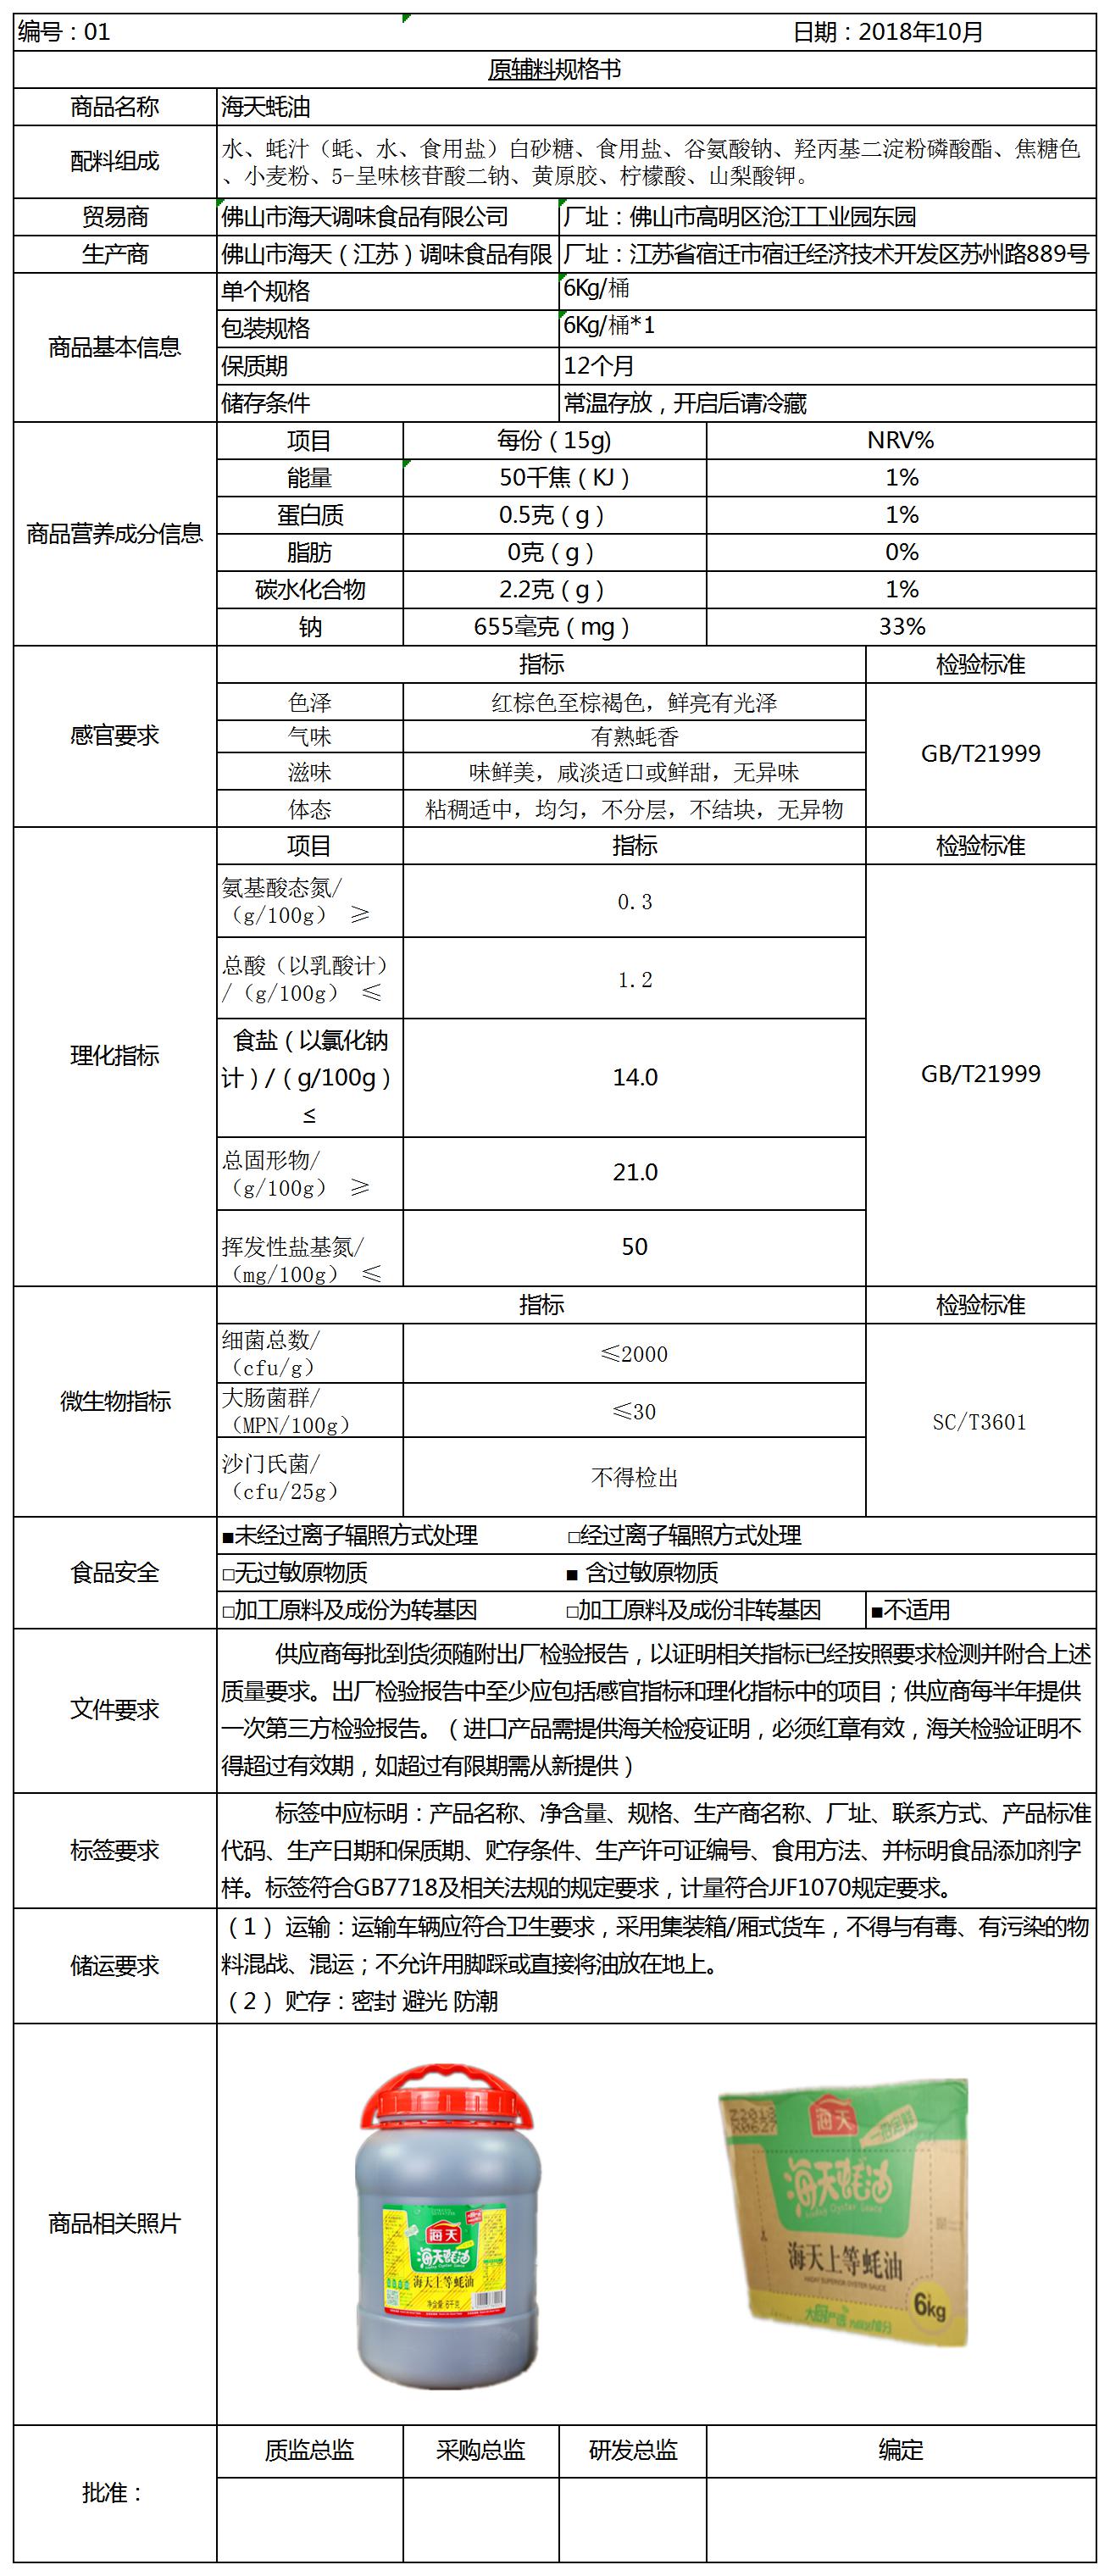 编号：01 日期：2018年10月
原辅料规格书
商品名称 海天蚝油
配料组成 水、蚝汁（蚝、水、食用盐）白砂糖、食用盐、谷氨酸钠、羟丙基二淀粉磷酸酯、焦糖色
、小麦粉、5-呈味核苷酸二钠、黄原胶、柠檬酸、山梨酸钾。
贸易商 佛山市海天调味食品有限公司 厂址：佛山市高明区沧江工业园东园
生产商 佛山市海天（江苏）调味食品有限 厂址：江苏省宿迁市宿迁经济技术开发区苏州路889号
商品基本信息
单个规格 6Kg/桶
包装规格 6Kg/桶*1
保质期 12个月
储存条件 常温存放，开启后请冷藏
商品营养成分信息
项目 每份（15g) NRV%
能量 50千焦（KJ） 1%
蛋白质 0.5克（g） 1%
脂肪 0克（g） 0%
碳水化合物 2.2克（g） 1%
钠 655毫克（mg） 33%
感官要求
指标 检验标准
色泽 红棕色至棕褐色，鲜亮有光泽
气味 有熟蚝香
GB/T21999
滋味 味鲜美，咸淡适口或鲜甜，无异味
体态 粘稠适中，均匀，不分层，不结块，无异物
理化指标
项目 指标 检验标准
氨基酸态氮/
（g/100g） ≥
0.3
总酸（以乳酸计）
/（g/100g） ≤
1.2
食盐（以氯化钠
计）/（g/100g）
≤
14.0
GB/T21999
总固形物/
（g/100g） ≥
21.0
挥发性盐基氮/
（mg/100g） ≤
50
微生物指标
指标 检验标准
细菌总数/
（cfu/g）
≤2000
大肠菌群/
（MPN/100g）
≤30
SC/T3601
沙门氏菌/
（cfu/25g）
不得检出
食品安全
■未经过离子辐照方式处理 □经过离子辐照方式处理
□无过敏原物质 ■ 含过敏原物质
□加工原料及成份为转基因 □加工原料及成份非转基因 ■不适用
文件要求
供应商每批到货须随附出厂检验报告，以证明相关指标已经按照要求检测并附合上述
质量要求。出厂检验报告中至少应包括感官指标和理化指标中的项目；供应商每半年提供
一次第三方检验报告。（进口产品需提供海关检疫证明，必须红章有效，海关检验证明不
得超过有效期，如超过有限期需从新提供）
标签要求
标签中应标明：产品名称、净含量、规格、生产商名称、厂址、联系方式、产品标准
代码、生产日期和保质期、贮存条件、生产许可证编号、食用方法、并标明食品添加剂字
样。标签符合GB7718及相关法规的规定要求，计量符合JJF1070规定要求。
储运要求
（1） 运输：运输车辆应符合卫生要求，采用集装箱/厢式货车，不得与有毒、有污染的物
料混战、混运；不允许用脚踩或直接将油放在地上。
（2） 贮存：密封 避光 防潮
商品相关照片
海天
海天蚝油
海天上等蚝油
净含量:6千克
海天
海天蚝油
Oyster Sauce
海天上等蚝油
HIGH SUPERIOR OYSTER SAUCE
6kg
批准：
质监总监 采购总监 研发总监 编定